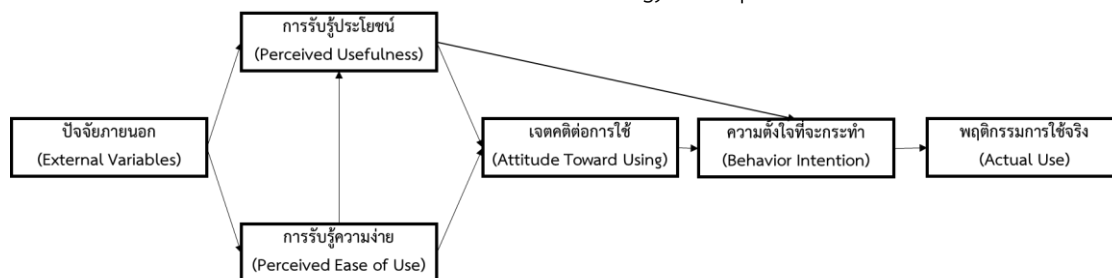 การรับรู้ประโยชน์
(Perceived Usefulness)
ปัจจัยภายนอก
(External Variables)
เจตคติต่อการใช้
(Attitude Toward Using)
ความตั้งใจที่จะกระทำ
(Behavior Intention)
พฤติกรรมการใช้จริง
(Actual Use)
การรับรู้ความง่าย
(Perceived Ease of Use)